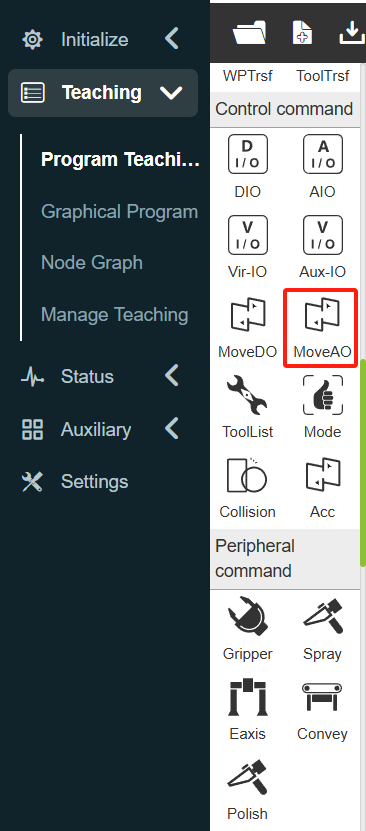 Initialize
Teaching
Program Teachi...
Graphical Program
Node Graph
Manage Teaching
Status
Auxiliary
Settings
WPTrsf ToolTrsf
Control command
D I/O A I/O
DIO AIO
V I/O V I/O
Vir-IO Aux-IO
MoveDO MoveAO
ToolList Mode
Collision Acc
Peripheral
command
Gripper Spray
Eaxis Convey
Polish